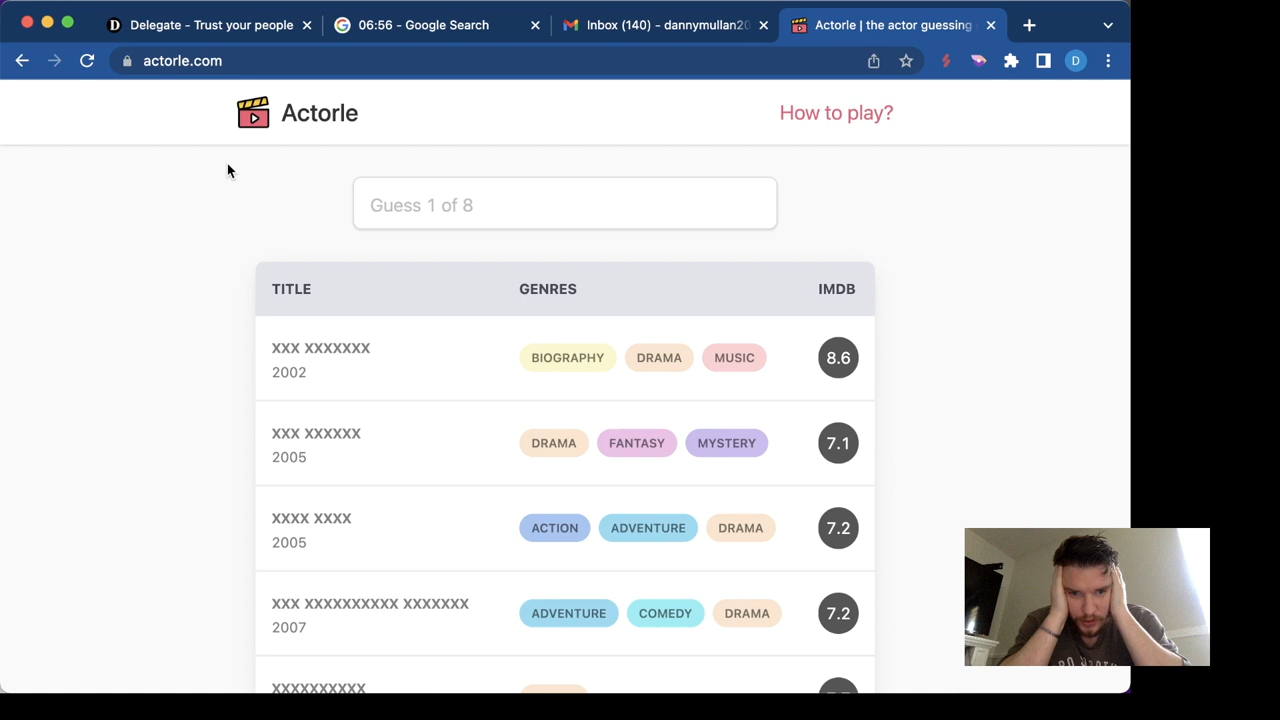 Delegate - Trust your people
06:56 - Google Search
Inbox (140) - dannymullan20
Actorle | the actor guessing
actorle.com
D
Actorle
How to play?
Guess 1 of 8
TITLE GENRES IMDB
XXX XXXXXXX
2002
BIOGRAPHY DRAMA MUSIC
8.6
XXX XXXXXX
2005
DRAMA FANTASY MYSTERY
7.1
XXXX XXXX
2005
ACTION ADVENTURE DRAMA
7.2
XXX XXXXXXXXXX XXXXXXX
2007
ADVENTURE COMEDY DRAMA
7.2
XXXXXXXXXX